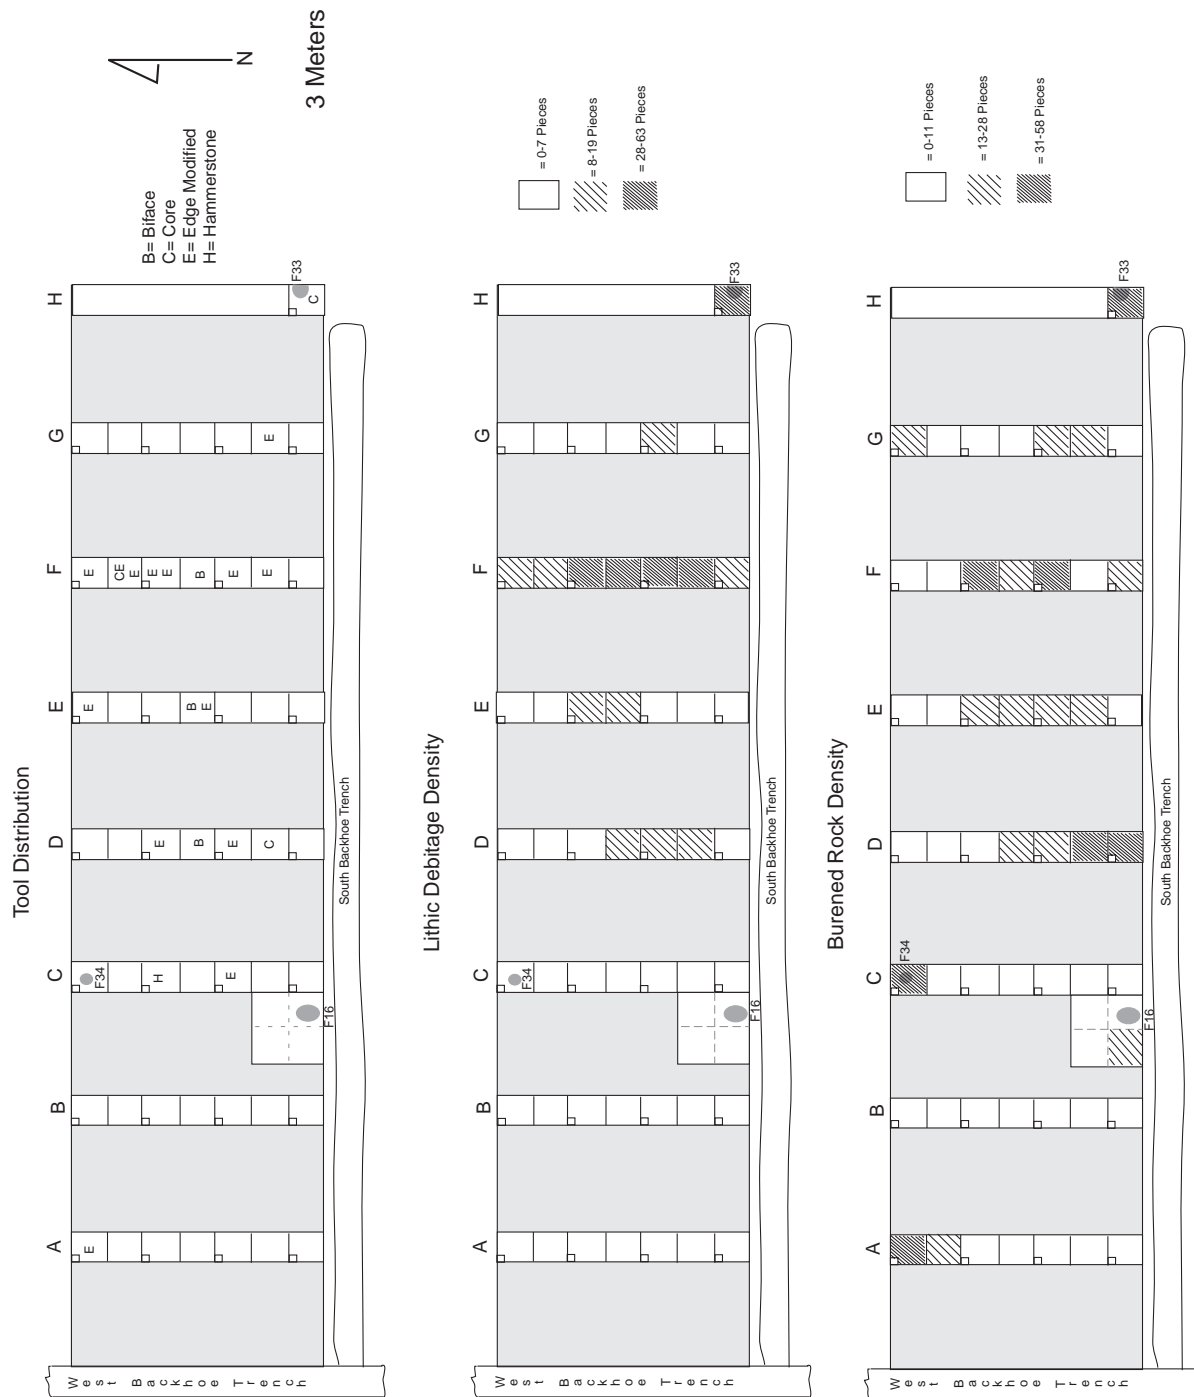 Tool Distribution
A
B
C
D
E
F
G
H
E
F34
H
E
F16
E
B
E
C
E
B
E
E
CE
E
E
E
B
E
E
E
F33
C
West Backhoe Trench
South Backhoe Trench
B= Biface
C= Core
E= Edge Modified
H= Hammerstone
N
3 Meters
Lithic Debitage Density
A
B
C
D
E
F
G
H
F34
F16
F33
West Backhoe Trench
South Backhoe Trench
= 0-7 Pieces
= 8-19 Pieces
= 28-63 Pieces
Burened Rock Density
A
B
C
D
E
F
G
H
F34
F16
F33
West Backhoe Trench
South Backhoe Trench
= 0-11 Pieces
= 13-28 Pieces
= 31-58 Pieces